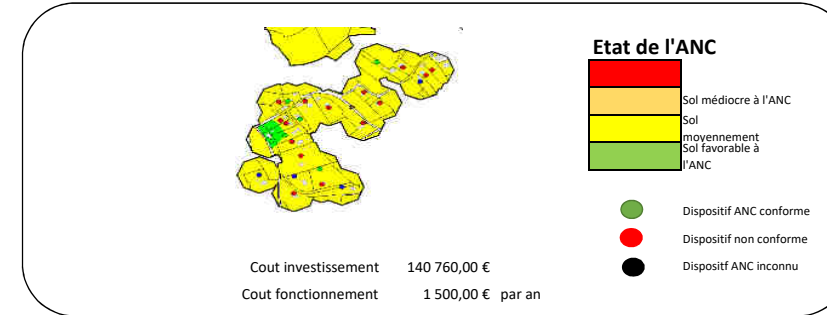 Etat de l'ANC
Sol médiocre à l'ANC
Sol
moyennement
Sol favorable à
l'ANC
Dispositif ANC conforme
Dispositif non conforme
Dispositf ANC inconnu
Cout investissement 140 760,00 €
Cout fonctionnement 1 500,00 € par an